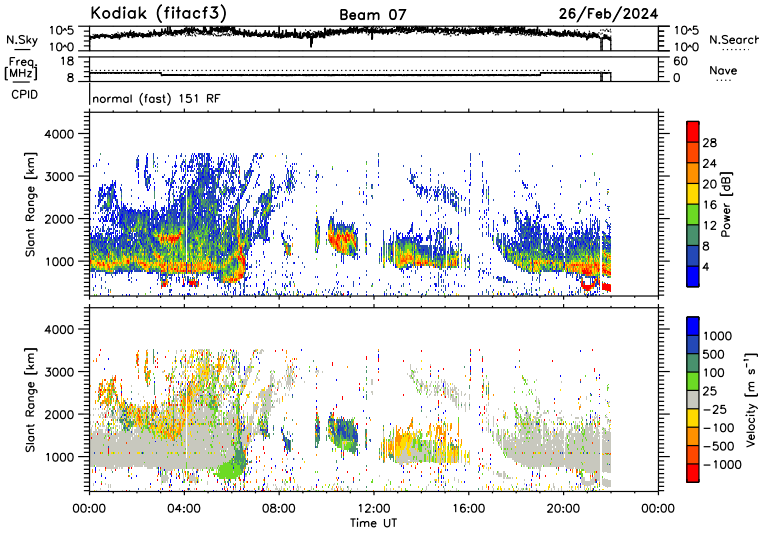 Kodiak (fitacf3) Beam 07 26/Feb/2024
N.Sky 10^5 10^0 10^5 10^0 N.Search
Freq. [MHz] 18 8 60 0 Nave
CPID normal (fast) 151 RF
Slant Range [km]
4000
3000
2000
1000
28
24
20
16
12
8
4
Power [dB]
Slant Range [km]
4000
3000
2000
1000
1000
500
100
25
−25
−100
−500
−1000
Velocity [m s⁻¹]
00:00 04:00 08:00 12:00 16:00 20:00 00:00
Time UT